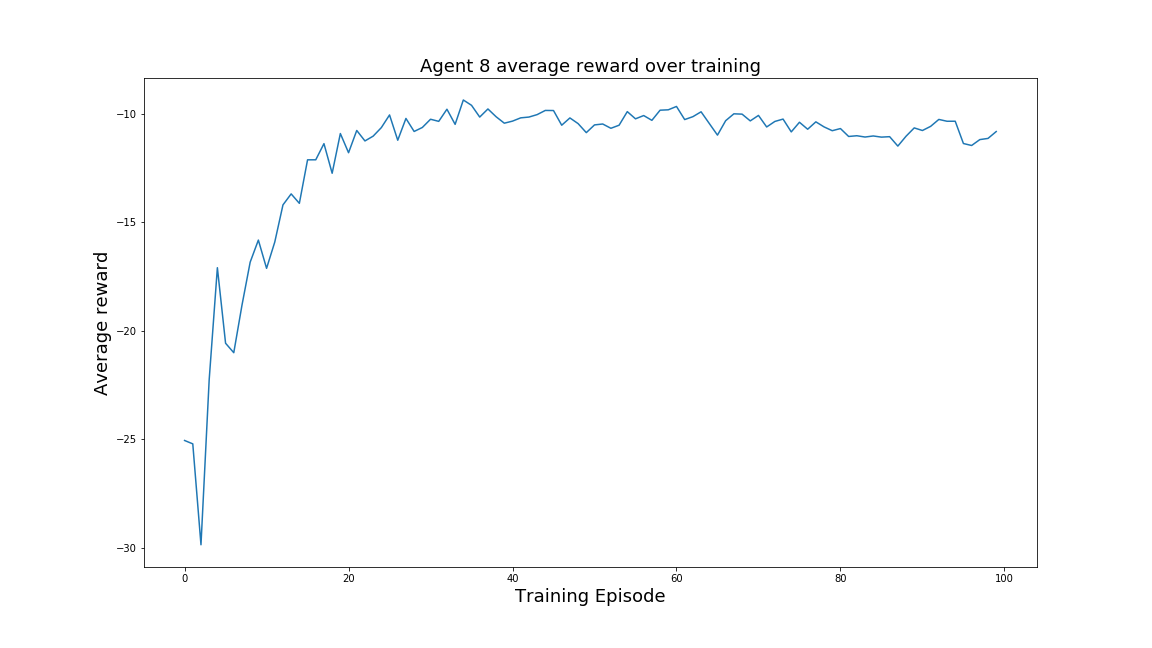 Agent 8 average reward over training
Average reward
−10
−15
−20
−25
−30
0 20 40 60 80 100
Training Episode